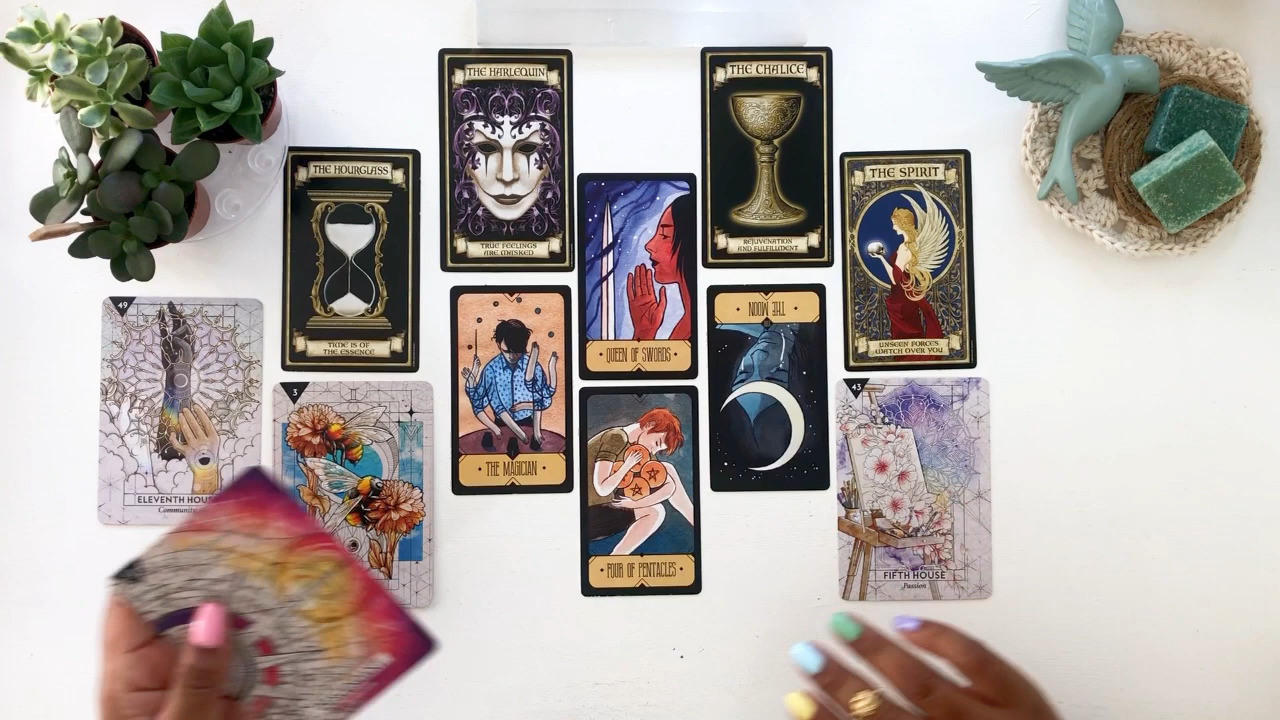 THE HARLEQUIN
TRUE FEELINGS
ARE MASKED
THE CHALICE
REJUVENATION
AND FULFILLMENT
THE HOURGLASS
TIME IS OF
THE ESSENCE
THE SPIRIT
UNSEEN FORCES
WATCH OVER YOU
QUEEN OF SWORDS
THE MOON
THE MAGICIAN
FOUR OF PENTACLES
49
ELEVENTH
3
43
FIFTH HOUSE
Passion